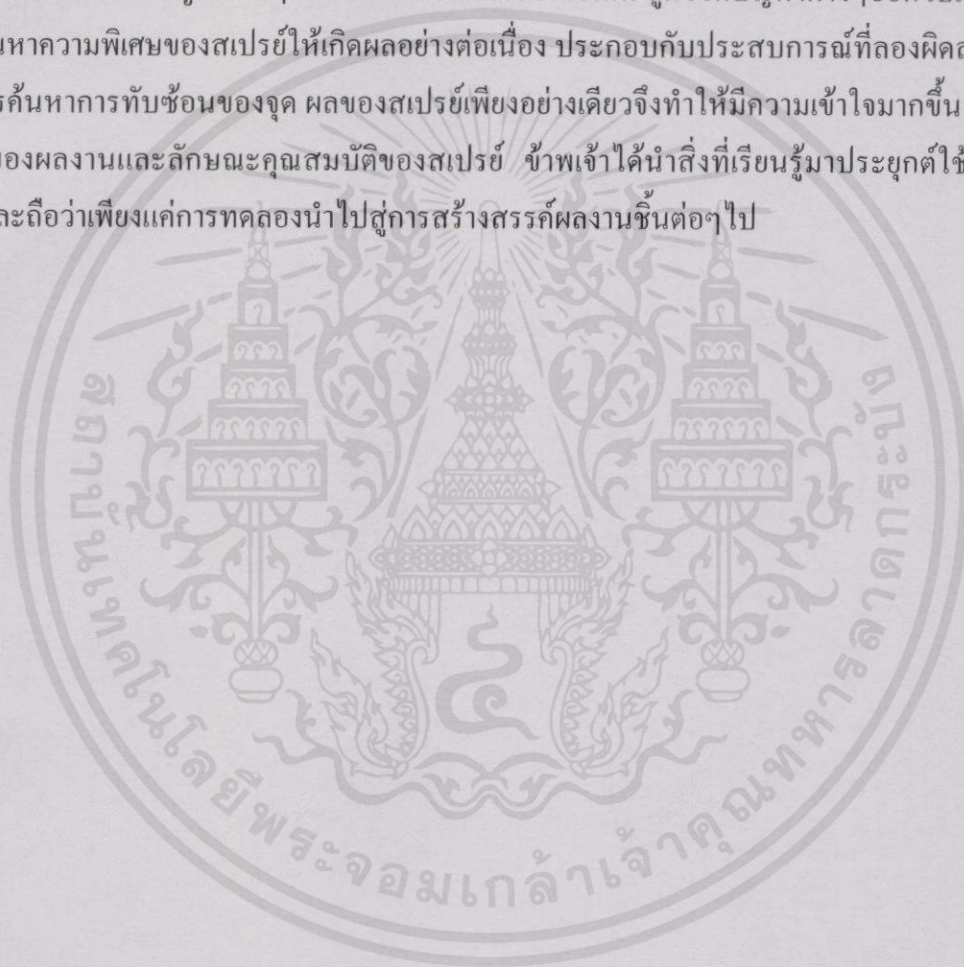 นหาความพิเศษของสเปรย์ให้เกิดผลอย่างต่อเนื่อง ประกอบกับประสบการณ์ที่ลองผิด
รค้นหาการทับซ้อนของจุด ผลของสเปรย์เพียงอย่างเดียวจึงทำให้มีความเข้าใจมากขึ้น
องผลงานและลักษณะคุณสมบัติของสเปรย์ ข้าพเจ้าได้นำสิ่งที่เรียนรู้มาประยุกต์ใช้
ละถือว่าเพียงแค่การทดลองนำไปสู่การสร้างสรรค์ผลงานชิ้นต่อๆไป
สถาบันเทคโนโลยีพระจอมเกล้าเจ้าคุณทหารลาดกระบัง
๔